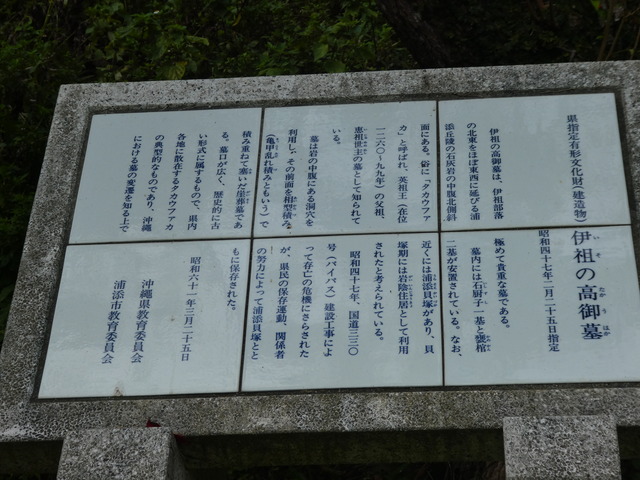 県指定有形文化財(建造物)
伊祖の高御墓
いそ
たかうはか
昭和四十七年二月二十五日指定
伊祖の高御墓は、伊祖部落
の北東をほぼ東西に延びる浦
添丘陵の石灰岩の中腹北側斜
面にある。俗に「タカウファ
カ」と呼ばれ、英祖王(在位
一二六〇〜九九年)の父祖、
恵祖世主の墓として知られて
いる。
墓は岩の中腹にある洞穴を
利用し、その前面を相型積み
(亀甲乱れ積みともいう)で
積み重ねて塞いだ崖葬墓であ
る。墓口が広く、歴史的に古
い形式に属するもので、県内
各地に散在するタカウファカ
の典型的なものであり、沖縄
における墓の変遷を知る上で
極めて貴重な墓である。
墓内には石厨子一基と甕棺
二基が安置されている。なお、
近くには浦添貝塚があり、貝
塚期には岩陰住居として利用
されたと考えられている。
昭和四十七年、国道三三〇
号(バイパス)建設工事によ
って存亡の危機にさらされた
が、県民の保存運動、関係者
の努力によって浦添貝塚とと
もに保存された。
昭和六十一年三月二十五日
沖縄県教育委員会
浦添市教育委員会